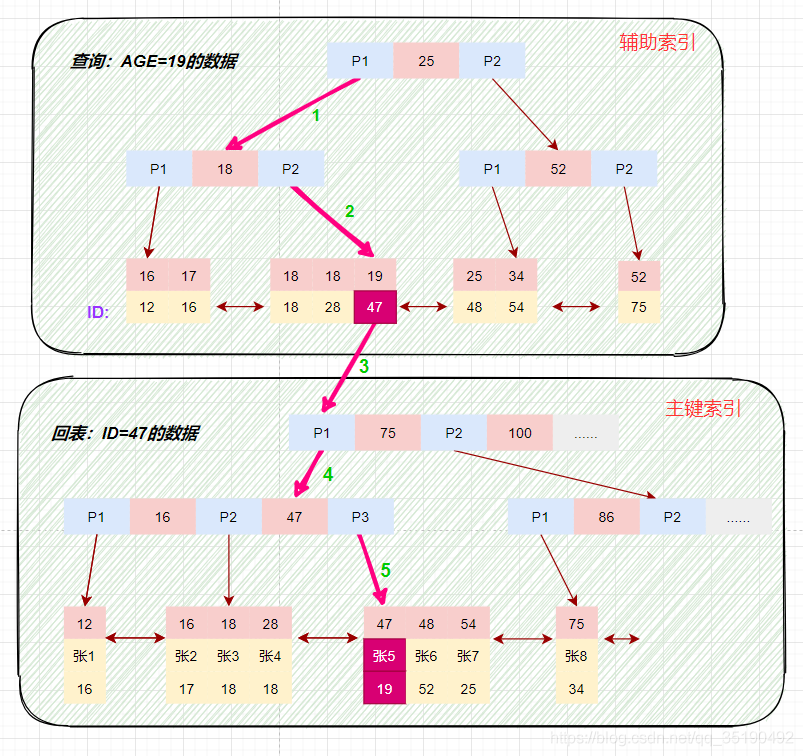 辅助索引
查询：AGE=19的数据
P1 25 P2
1
P1 18 P2
P1 52 P2
2
16 17
18 18 19
25 34
52
ID:
12 16
18 28 47
48 54
75
3
主键索引
回表：ID=47的数据
P1 75 P2 100 ......
4
P1 16 P2 47 P3
P1 86 P2 ......
5
12
16 18 28
47 48 54
75
张1
张2 张3 张4
张5 张6 张7
张8
16
17 18 18
19 52 25
34
https://blog.csdn.net/qq_35190492